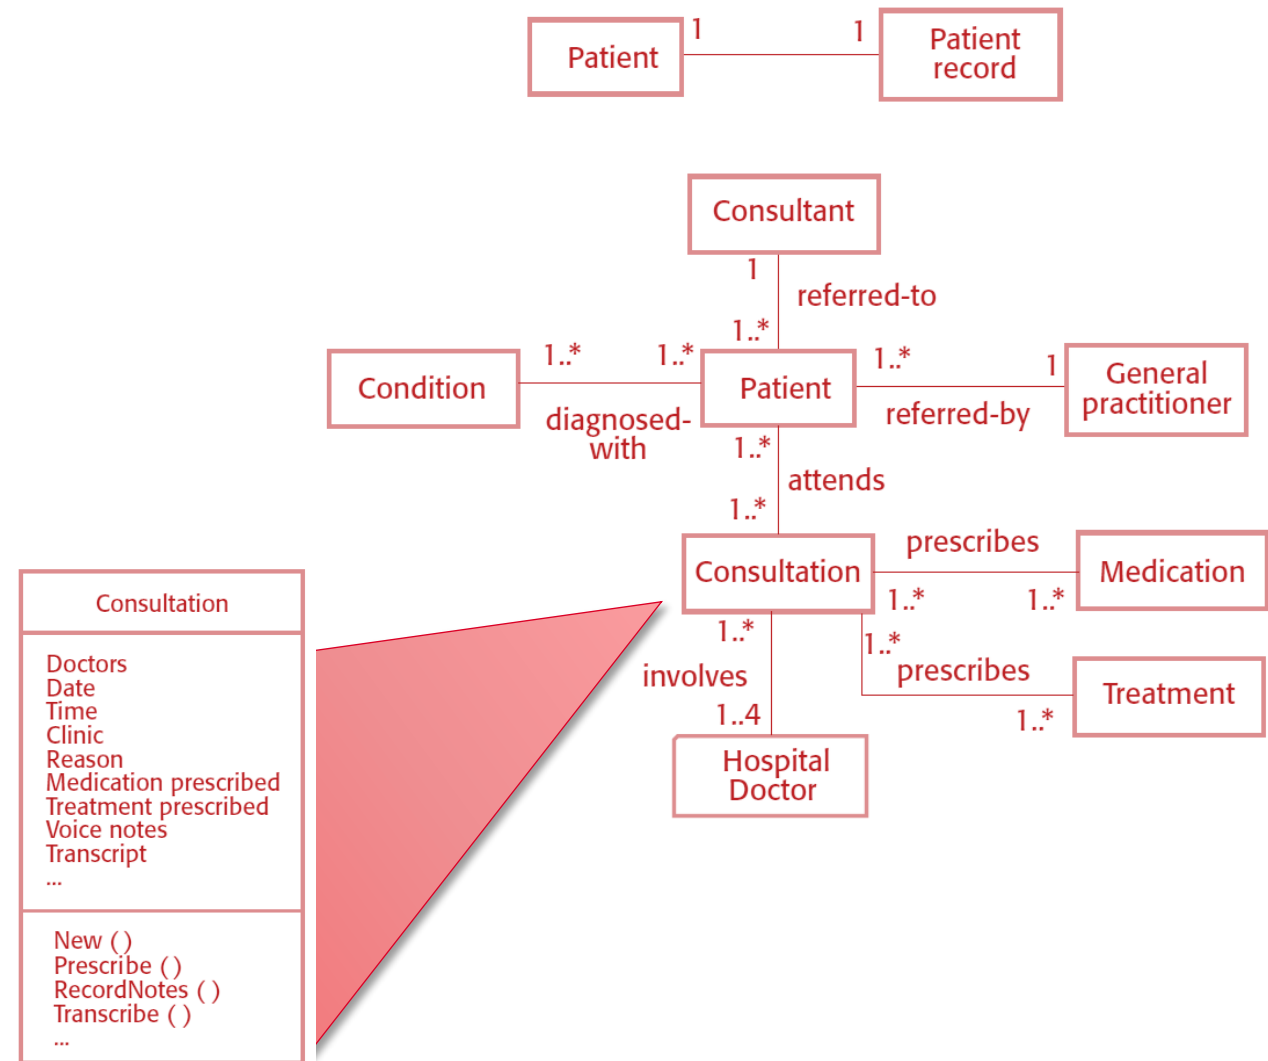 Patient
1
1
Patient
record
Consultant
1
referred-to
1..*
Condition
1..*
1..*
diagnosed-
with
Patient
1..*
1
referred-by
General
practitioner
1..*
attends
1..*
Consultation
prescribes
1..*
1..*
Medication
1..*
prescribes
1..*
Treatment
1..*
involves
1..4
Hospital
Doctor
Consultation
Doctors
Date
Time
Clinic
Reason
Medication prescribed
Treatment prescribed
Voice notes
Transcript
...
New ( )
Prescribe ( )
RecordNotes ( )
Transcribe ( )
...